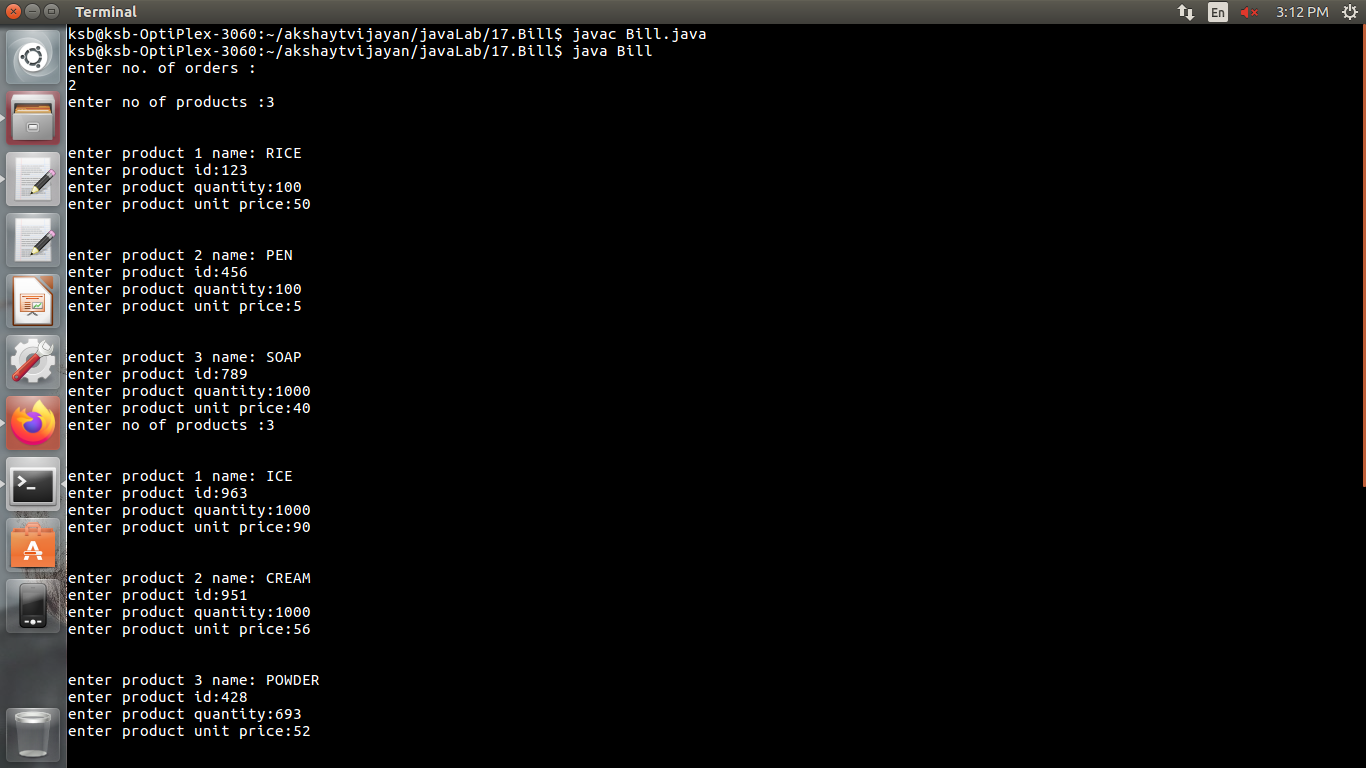 Terminal
En
3:12 PM
ksb@ksb-OptiPlex-3060:~/akshaytvijayan/javaLab/17.Bill$ javac Bill.java
ksb@ksb-OptiPlex-3060:~/akshaytvijayan/javaLab/17.Bill$ java Bill
enter no. of orders :
2
enter no of products :3
enter product 1 name: RICE
enter product id:123
enter product quantity:100
enter product unit price:50
enter product 2 name: PEN
enter product id:456
enter product quantity:100
enter product unit price:5
enter product 3 name: SOAP
enter product id:789
enter product quantity:1000
enter product unit price:40
enter no of products :3
enter product 1 name: ICE
enter product id:963
enter product quantity:1000
enter product unit price:90
enter product 2 name: CREAM
enter product id:951
enter product quantity:1000
enter product unit price:56
enter product 3 name: POWDER
enter product id:428
enter product quantity:693
enter product unit price:52